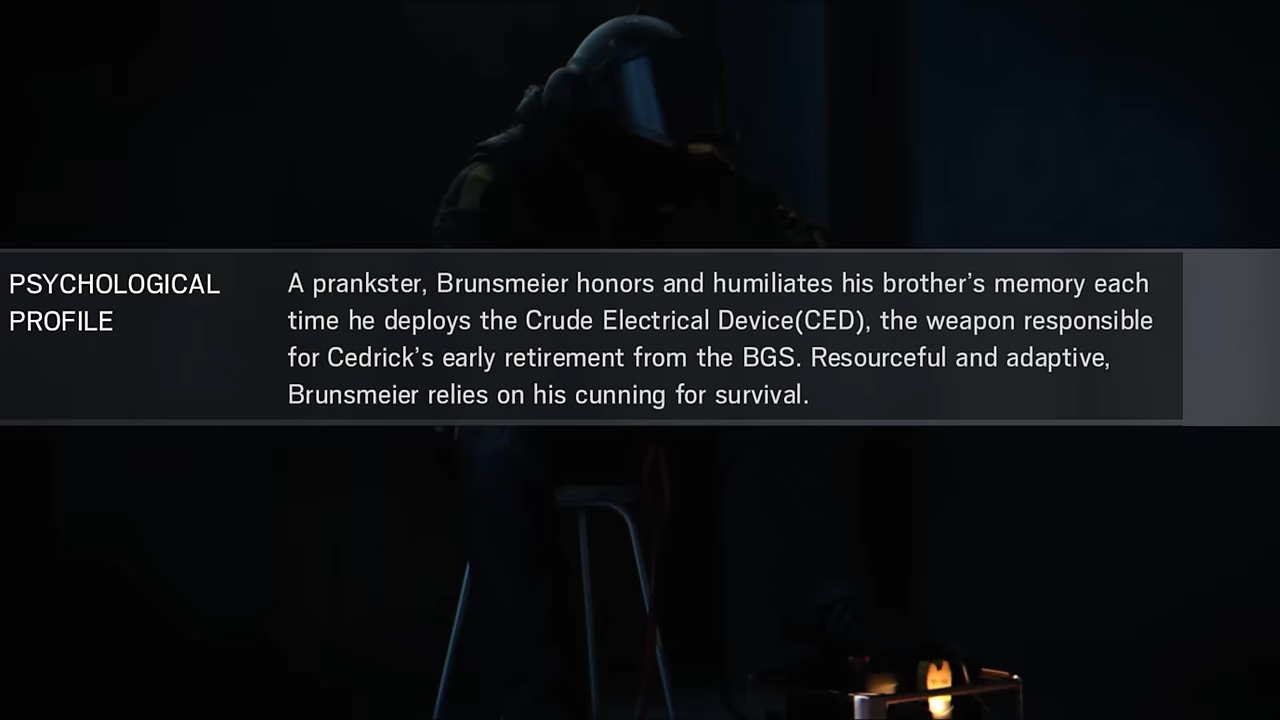 PSYCHOLOGICAL
PROFILE
A prankster, Brunsmeier honors and humiliates his brother’s memory each
time he deploys the Crude Electrical Device(CED), the weapon responsible
for Cedrick’s early retirement from the BGS. Resourceful and adaptive,
Brunsmeier relies on his cunning for survival.